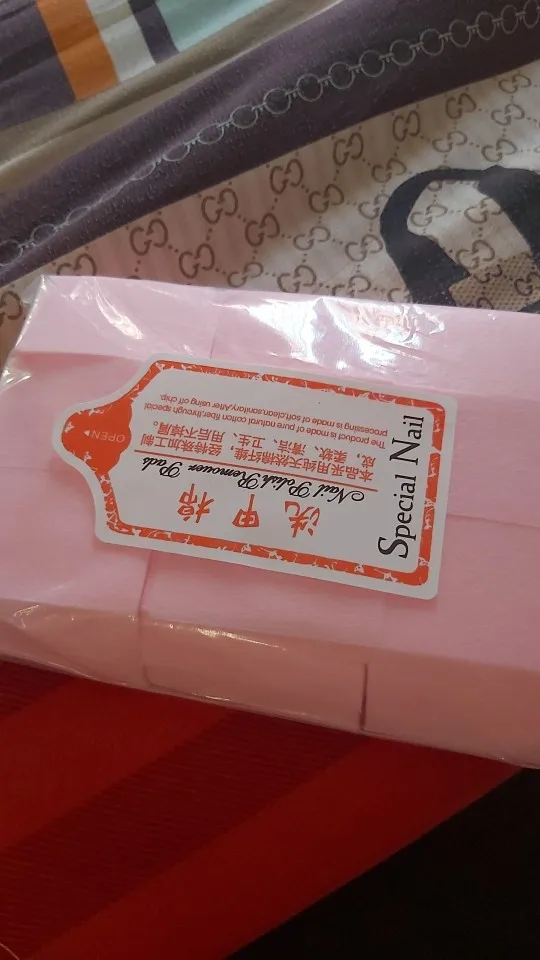 Special Nail
洗甲棉
Nail Polish Remover Pads
本品采用纯天然棉纤维,经特殊加工制
成,柔软、清洁、卫生、用后不掉屑。
The product is made of pure natural cotton fiber,through special
processing is made of soft,clean,sonitary.After using off chip.
OPEN